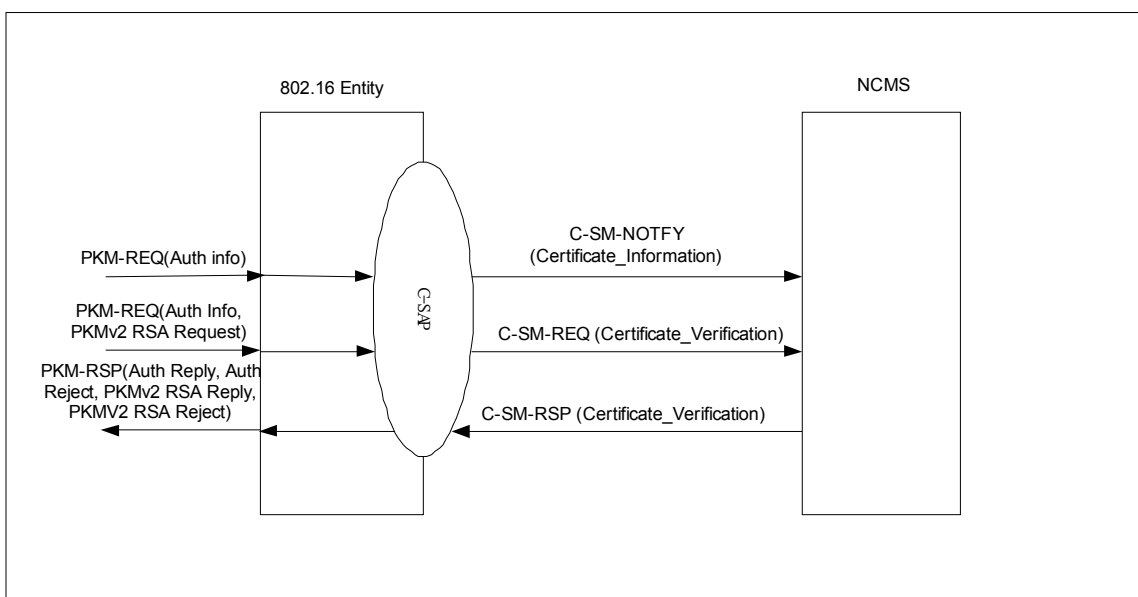 802.16 Entity
NCMS
PKM-REQ(Auth info)
C-SM-NOTFY
(Certificate_Information)
PKM-REQ(Auth Info,
PKMv2 RSA Request)
C-SM-REQ (Certificate_Verification)
PKM-RSP(Auth Reply, Auth
Reject, PKMv2 RSA Reply,
PKMV2 RSA Reject)
C-SM-RSP (Certificate_Verification)
C-SAP